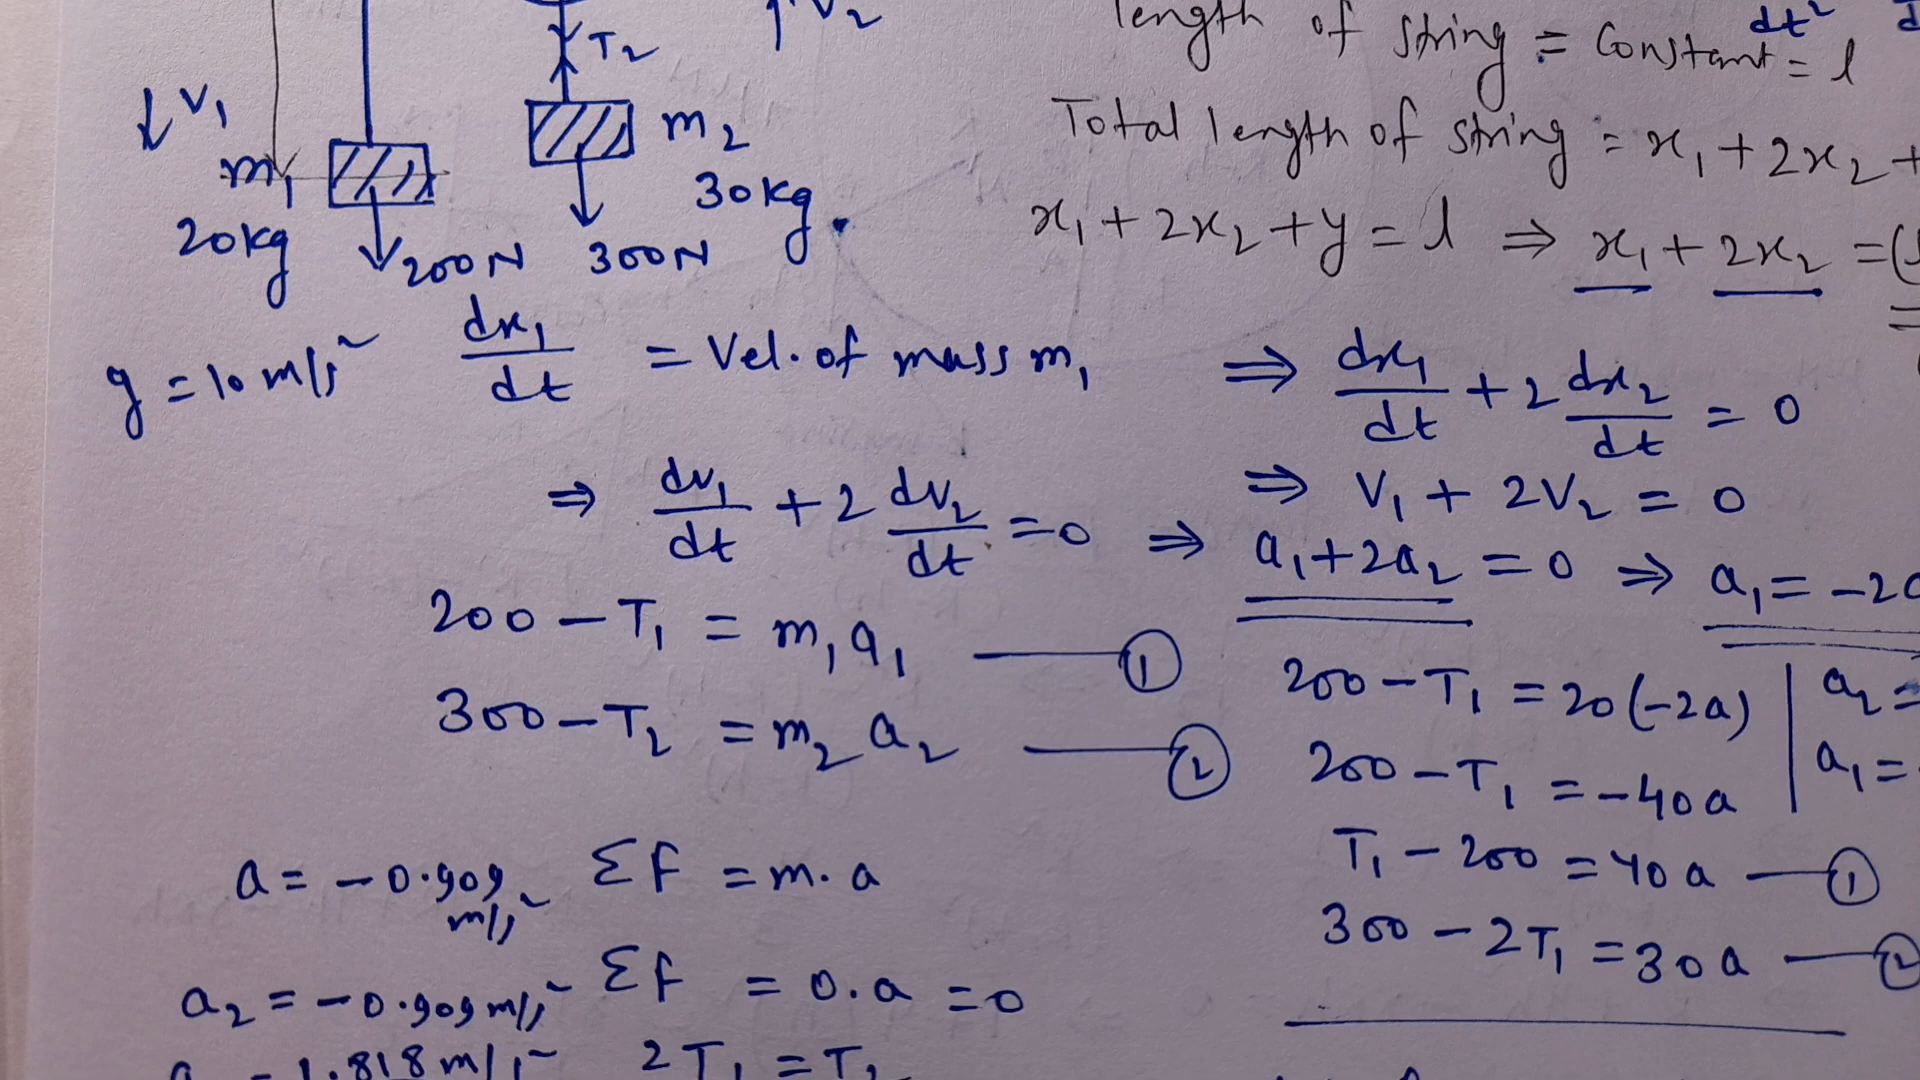 V₂
T₂
↓ V₁
m₁
20kg
200N
m₂
30kg
300N
length of string = Constant = l
dt²
Total length of string = x₁ + 2x₂ +
x₁ + 2x₂ + y = l ⇒ x₁ + 2x₂ = (
g = 10 m/s²
dx₁/dt = Vel. of mass m₁
⇒ dx₁/dt + 2 dx₂/dt = 0
⇒ V₁ + 2V₂ = 0
⇒ dv₁/dt + 2 dv₂/dt = 0 ⇒ a₁ + 2a₂ = 0 ⇒ a₁ = -2
200 - T₁ = m₁a₁ — ①
300 - T₂ = m₂a₂ — ②
200 - T₁ = 20(-2a)
a₂ =
200 - T₁ = -40a
a₁ =
T₁ - 200 = 40a — ①
300 - 2T₁ = 30a — ②
a = -0.909 m/s²
Σf = m.a
a₂ = -0.909 m/s²
Σf = 0.a = 0
= 1.818 m/s²
2T₁ = T₂